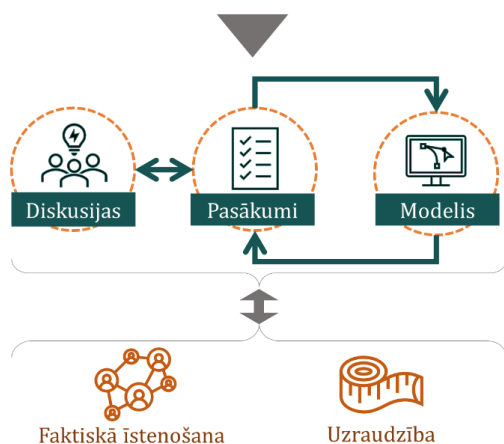 Diskusijas
Pasākumi
Modelis
Faktiskā īstenošana
Uzraudzība